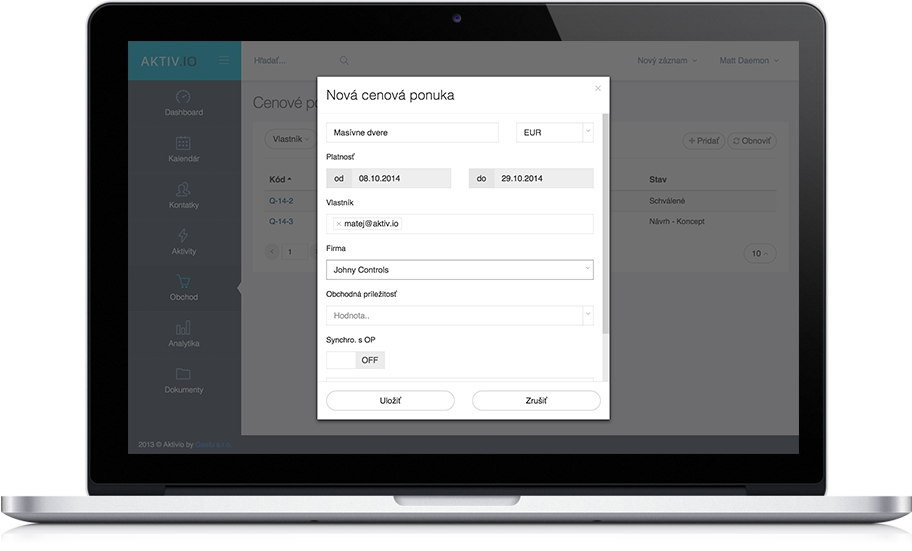 AKTIV.IO
Hľadať...
Nový záznam
Matt Daemon
Dashboard
Kalendár
Kontakty
Aktivity
Obchod
Analytika
Dokumenty
Cenové
Vlastník
Pridať
Obnoviť
Kód
Stav
Q-14-2
Schválené
Q-14-3
Návrh - Koncept
1
10
Nová cenová ponuka
Masívne dvere
EUR
Platnosť
od 08.10.2014
do 29.10.2014
Vlastník
matej@aktiv.io
Firma
Johny Controls
Obchodná príležitosť
Hodnota..
Synchro. s OP
OFF
Uložiť
Zrušiť
2013 © Aktivio by